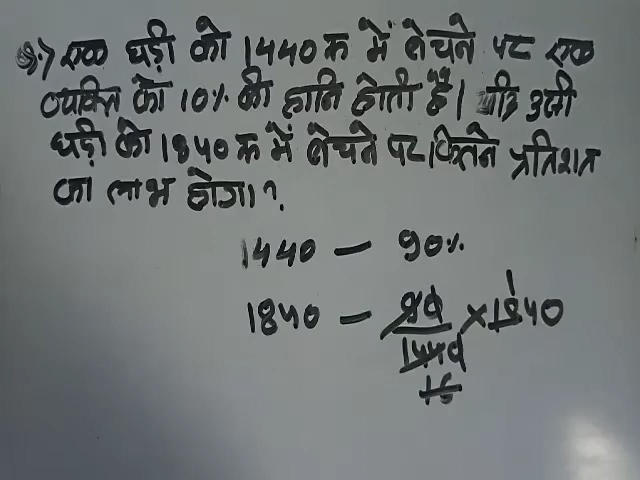 Q.) एक घड़ी को 1440 रू में बेचने पर एक
व्यक्ति को 10% की हानि होती है। यदि उसी
घड़ी को 1840 रू में बेचने पर कितने प्रतिशत
का लाभ होगा?
1440 — 90%
1840 — 90/1440 × 1840
16